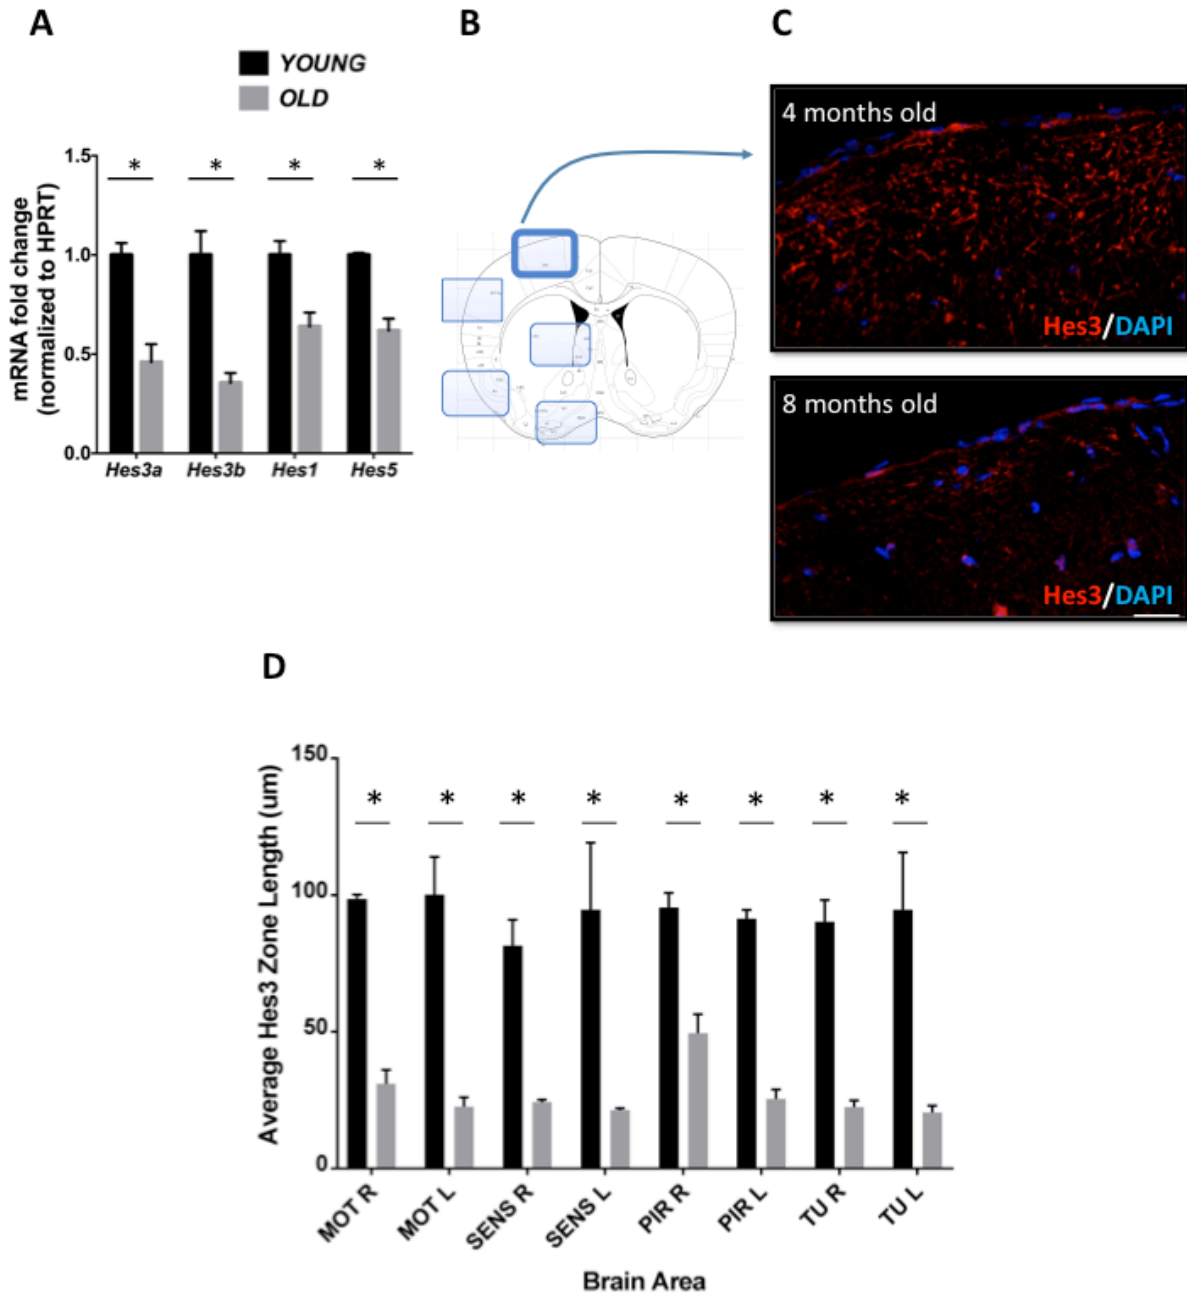 A
B
C
YOUNG
OLD
* * * *
1.5
1.0
0.5
0.0
mRNA fold change
(normalized to HPRT)
Hes3a Hes3b Hes1 Hes5
4 months old
Hes3/DAPI
8 months old
Hes3/DAPI
D
150
100
50
0
Average Hes3 Zone Length (um)
* * * * * * * *
MOT R MOT L SENS R SENS L PIR R PIR L TU R TU L
Brain Area